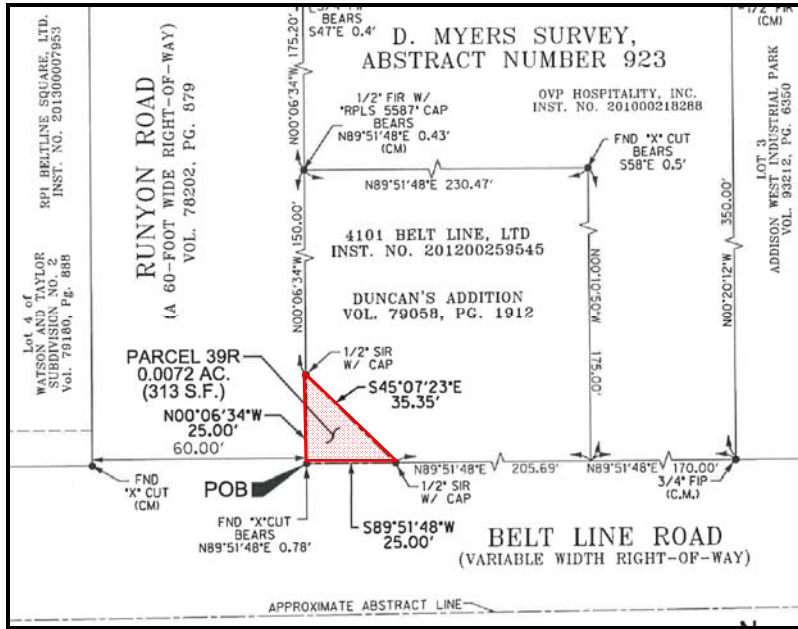 BEARS
S47°E 0.4'
175.20'
-1/2" FIR
(CM)
D. MYERS SURVEY,
ABSTRACT NUMBER 923
RPI BELTLINE SQUARE, LTD.
INST. NO. 201300007953
RUNYON ROAD
(A 60-FOOT WIDE RIGHT-OF-WAY)
VOL. 78202, PG. 879
N00°06'34"W
1/2" FIR W/
"RPLS 5587" CAP
BEARS
N89°51'48"E 0.43'
(CM)
OVP HOSPITALITY, INC.
INST. NO. 201000218288
FND "X" CUT
BEARS
S58°E 0.5'
LOT 3
ADDISON WEST INDUSTRIAL PARK
VOL. 93212, PG. 6350
N89°51'48"E 230.47'
N00°06'34"W 150.00'
4101 BELT LINE, LTD
INST. NO. 201200259545
DUNCAN'S ADDITION
VOL. 79058, PG. 1912
N00°10'50"W
175.00'
N00°20'12"W
350.00'
Lot 4 of
WATSON AND TAYLOR
SUBDIVISION NO. 2
Vol. 79180, Pg. 888
PARCEL 39R
0.0072 AC.
(313 S.F.)
1/2" SIR
W/ CAP
S45°07'23"E
35.35'
N00°06'34"W
25.00'
60.00'
N89°51'48"E 205.69'
N89°51'48"E 170.00'
FND
"X" CUT
(CM)
POB
1/2" SIR
W/ CAP
3/4" FIP
(C.M.)
FND "X"CUT
BEARS
N89°51'48"E 0.78'
S89°51'48"W
25.00'
BELT LINE ROAD
(VARIABLE WIDTH RIGHT-OF-WAY)
APPROXIMATE ABSTRACT LINE